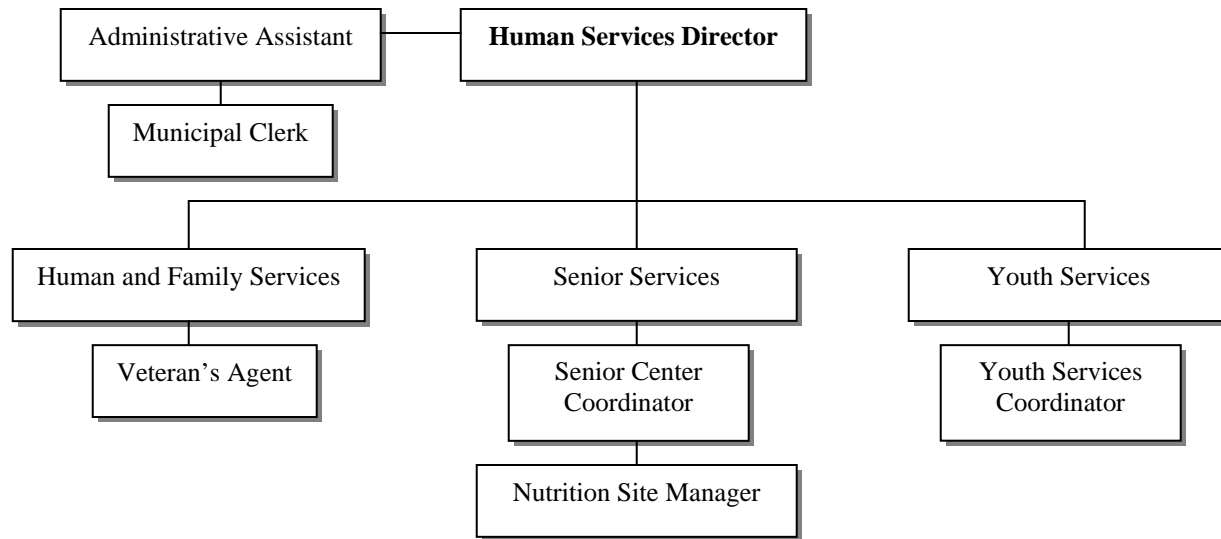 Administrative Assistant
Human Services Director
Municipal Clerk
Human and Family Services
Senior Services
Youth Services
Veteran’s Agent
Senior Center
Coordinator
Youth Services
Coordinator
Nutrition Site Manager